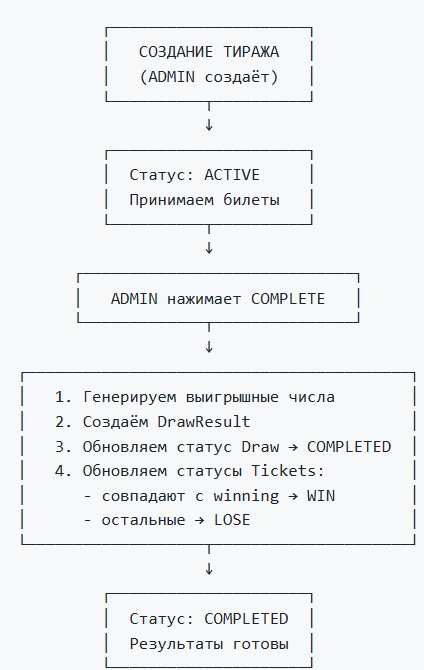 СОЗДАНИЕ ТИРАЖА
(ADMIN создаёт)
↓
Статус: ACTIVE
Принимаем билеты
↓
ADMIN нажимает COMPLETE
↓
1. Генерируем выигрышные числа
2. Создаём DrawResult
3. Обновляем статус Draw → COMPLETED
4. Обновляем статусы Tickets:
- совпадают с winning → WIN
- остальные → LOSE
↓
Статус: COMPLETED
Результаты готовы